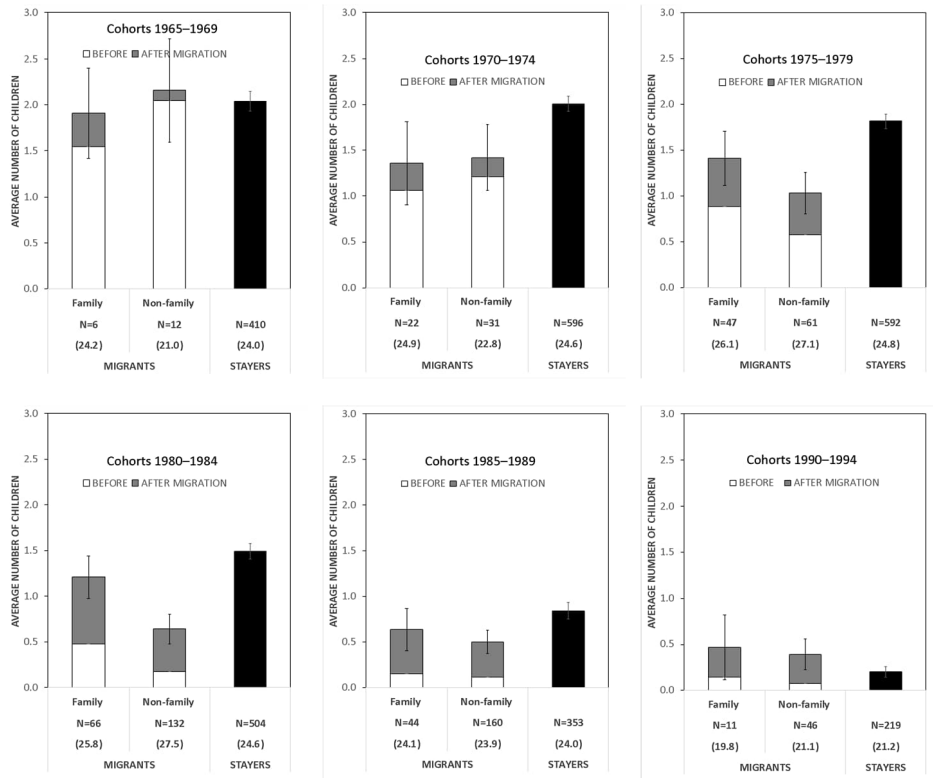 Cohorts 1965–1969
BEFORE AFTER MIGRATION
AVERAGE NUMBER OF CHILDREN
3.0
2.5
2.0
1.5
1.0
0.5
0.0
Family Non-family
N=6 N=12 N=410
(24.2) (21.0) (24.0)
MIGRANTS STAYERS
Cohorts 1970–1974
BEFORE AFTER MIGRATION
AVERAGE NUMBER OF CHILDREN
3.0
2.5
2.0
1.5
1.0
0.5
0.0
Family Non-family
N=22 N=31 N=596
(24.9) (22.8) (24.6)
MIGRANTS STAYERS
Cohorts 1975–1979
BEFORE AFTER MIGRATION
AVERAGE NUMBER OF CHILDREN
3.0
2.5
2.0
1.5
1.0
0.5
0.0
Family Non-family
N=47 N=61 N=592
(26.1) (27.1) (24.8)
MIGRANTS STAYERS
Cohorts 1980–1984
BEFORE AFTER MIGRATION
AVERAGE NUMBER OF CHILDREN
3.0
2.5
2.0
1.5
1.0
0.5
0.0
Family Non-family
N=66 N=132 N=504
(25.8) (27.5) (24.6)
MIGRANTS STAYERS
Cohorts 1985–1989
BEFORE AFTER MIGRATION
AVERAGE NUMBER OF CHILDREN
3.0
2.5
2.0
1.5
1.0
0.5
0.0
Family Non-family
N=44 N=160 N=353
(24.1) (23.9) (24.0)
MIGRANTS STAYERS
Cohorts 1990–1994
BEFORE AFTER MIGRATION
AVERAGE NUMBER OF CHILDREN
3.0
2.5
2.0
1.5
1.0
0.5
0.0
Family Non-family
N=11 N=46 N=219
(19.8) (21.1) (21.2)
MIGRANTS STAYERS